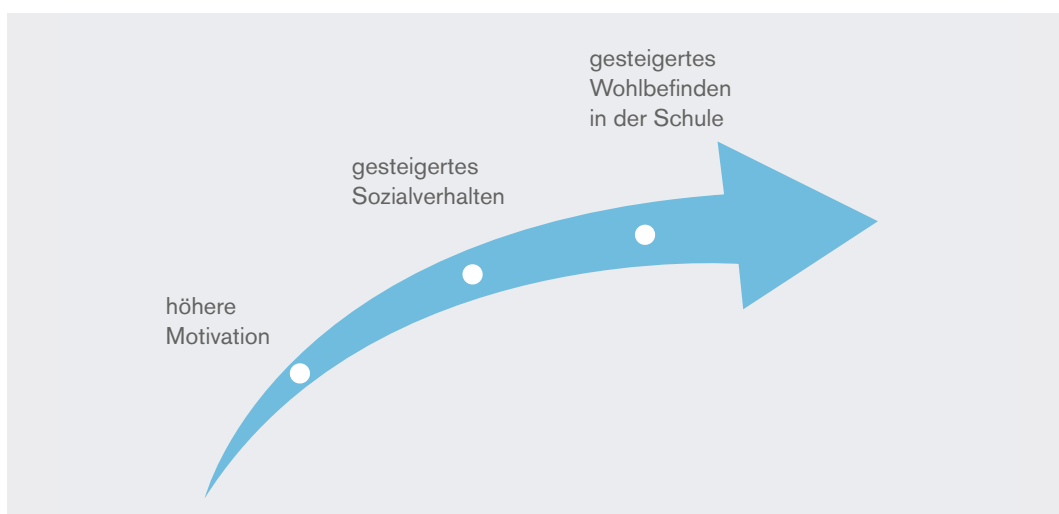 gesteigertes
Wohlbefinden
in der Schule
gesteigertes
Sozialverhalten
höhere
Motivation